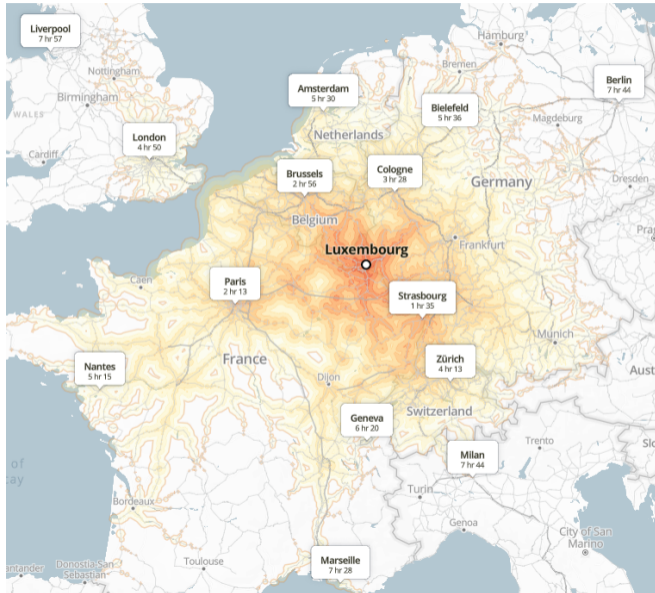 Liverpool
7 hr 57
Hamburg
Nottingham
Bremen
Berlin
7 hr 44
Amsterdam
5 hr 30
Birmingham
Bielefeld
5 hr 36
WALES
Magdeburg
London
4 hr 50
Netherlands
Cardiff
Brussels
2 hr 56
Cologne
3 hr 28
Dresden
Germany
Belgium
Frankfurt
Luxembourg
Caen
Paris
2 hr 13
Strasbourg
1 hr 35
Munich
France
Nantes
5 hr 15
Zürich
4 hr 13
Dijon
Switzerland
Geneva
6 hr 20
Trento
Milan
7 hr 44
of
Turin
Bordeaux
Genoa
City of San
Marino
Marseille
7 hr 28
Toulouse
Donostia-San
Sebastián